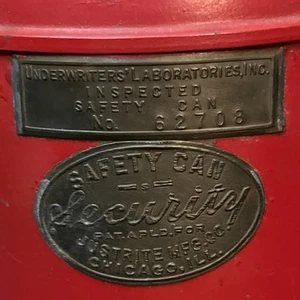 UNDERWRITERS' LABORATORIES, INC.
INSPECTED
SAFETY CAN
No. 62708
SAFETY CAN
S
Security
PAT. APLD. FOR
JUSTRITE MFG. CO.
CHICAGO, ILL.